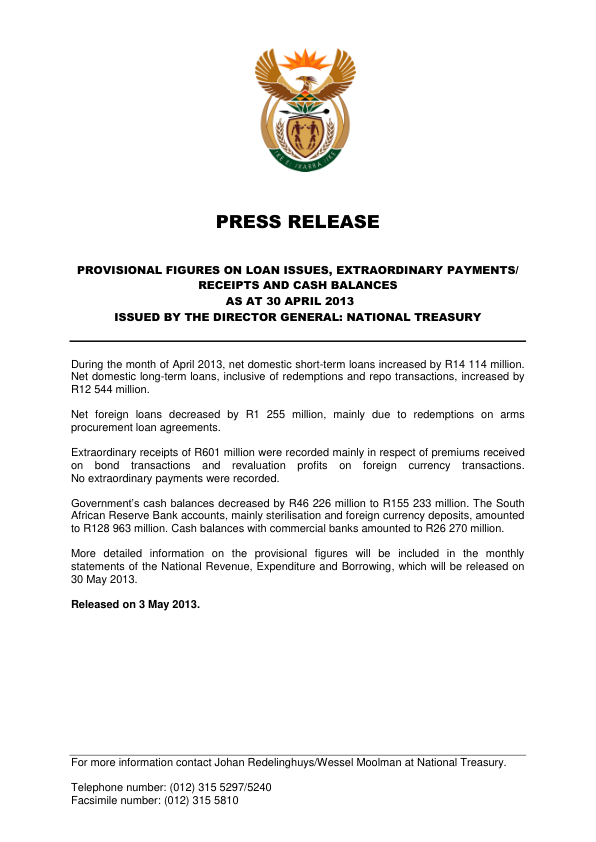 !KE E: /XARRA //KE
PRESS RELEASE
PROVISIONAL FIGURES ON LOAN ISSUES, EXTRAORDINARY PAYMENTS/
RECEIPTS AND CASH BALANCES
AS AT 30 APRIL 2013
ISSUED BY THE DIRECTOR GENERAL: NATIONAL TREASURY
During the month of April 2013, net domestic short-term loans increased by R14 114 million.
Net domestic long-term loans, inclusive of redemptions and repo transactions, increased by
R12 544 million.
Net foreign loans decreased by R1 255 million, mainly due to redemptions on arms
procurement loan agreements.
Extraordinary receipts of R601 million were recorded mainly in respect of premiums received
on bond transactions and revaluation profits on foreign currency transactions.
No extraordinary payments were recorded.
Government’s cash balances decreased by R46 226 million to R155 233 million. The South
African Reserve Bank accounts, mainly sterilisation and foreign currency deposits, amounted
to R128 963 million. Cash balances with commercial banks amounted to R26 270 million.
More detailed information on the provisional figures will be included in the monthly
statements of the National Revenue, Expenditure and Borrowing, which will be released on
30 May 2013.
Released on 3 May 2013.
For more information contact Johan Redelinghuys/Wessel Moolman at National Treasury.
Telephone number: (012) 315 5297/5240
Facsimile number: (012) 315 5810